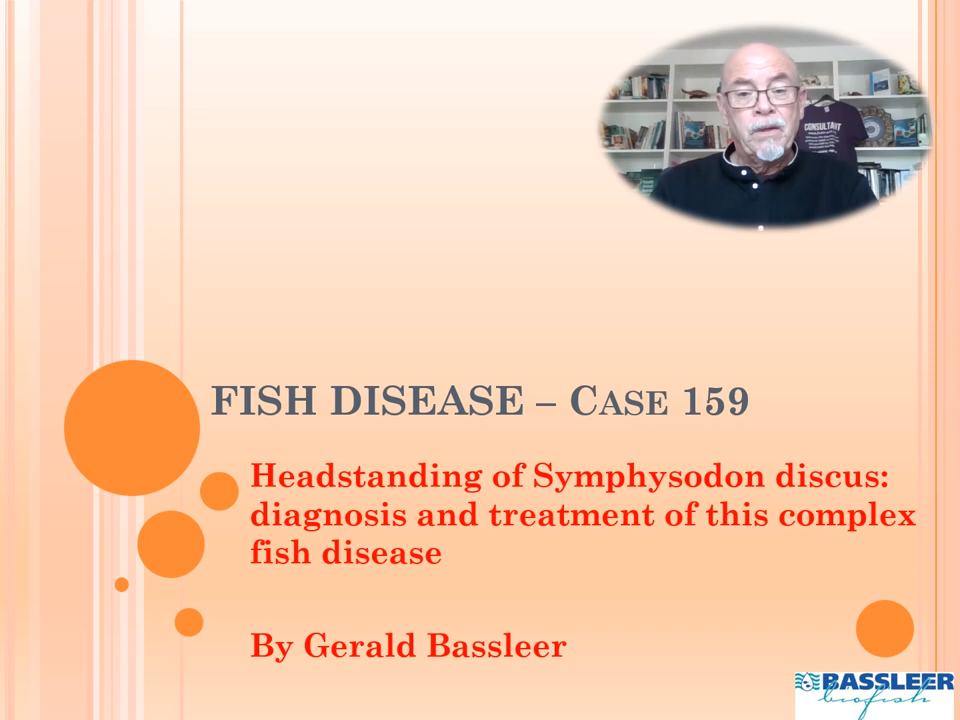 CONSULTANT
FISH DISEASE – CASE 159
Headstanding of Symphysodon discus:
diagnosis and treatment of this complex
fish disease
By Gerald Bassleer
BASSLEER
biofish